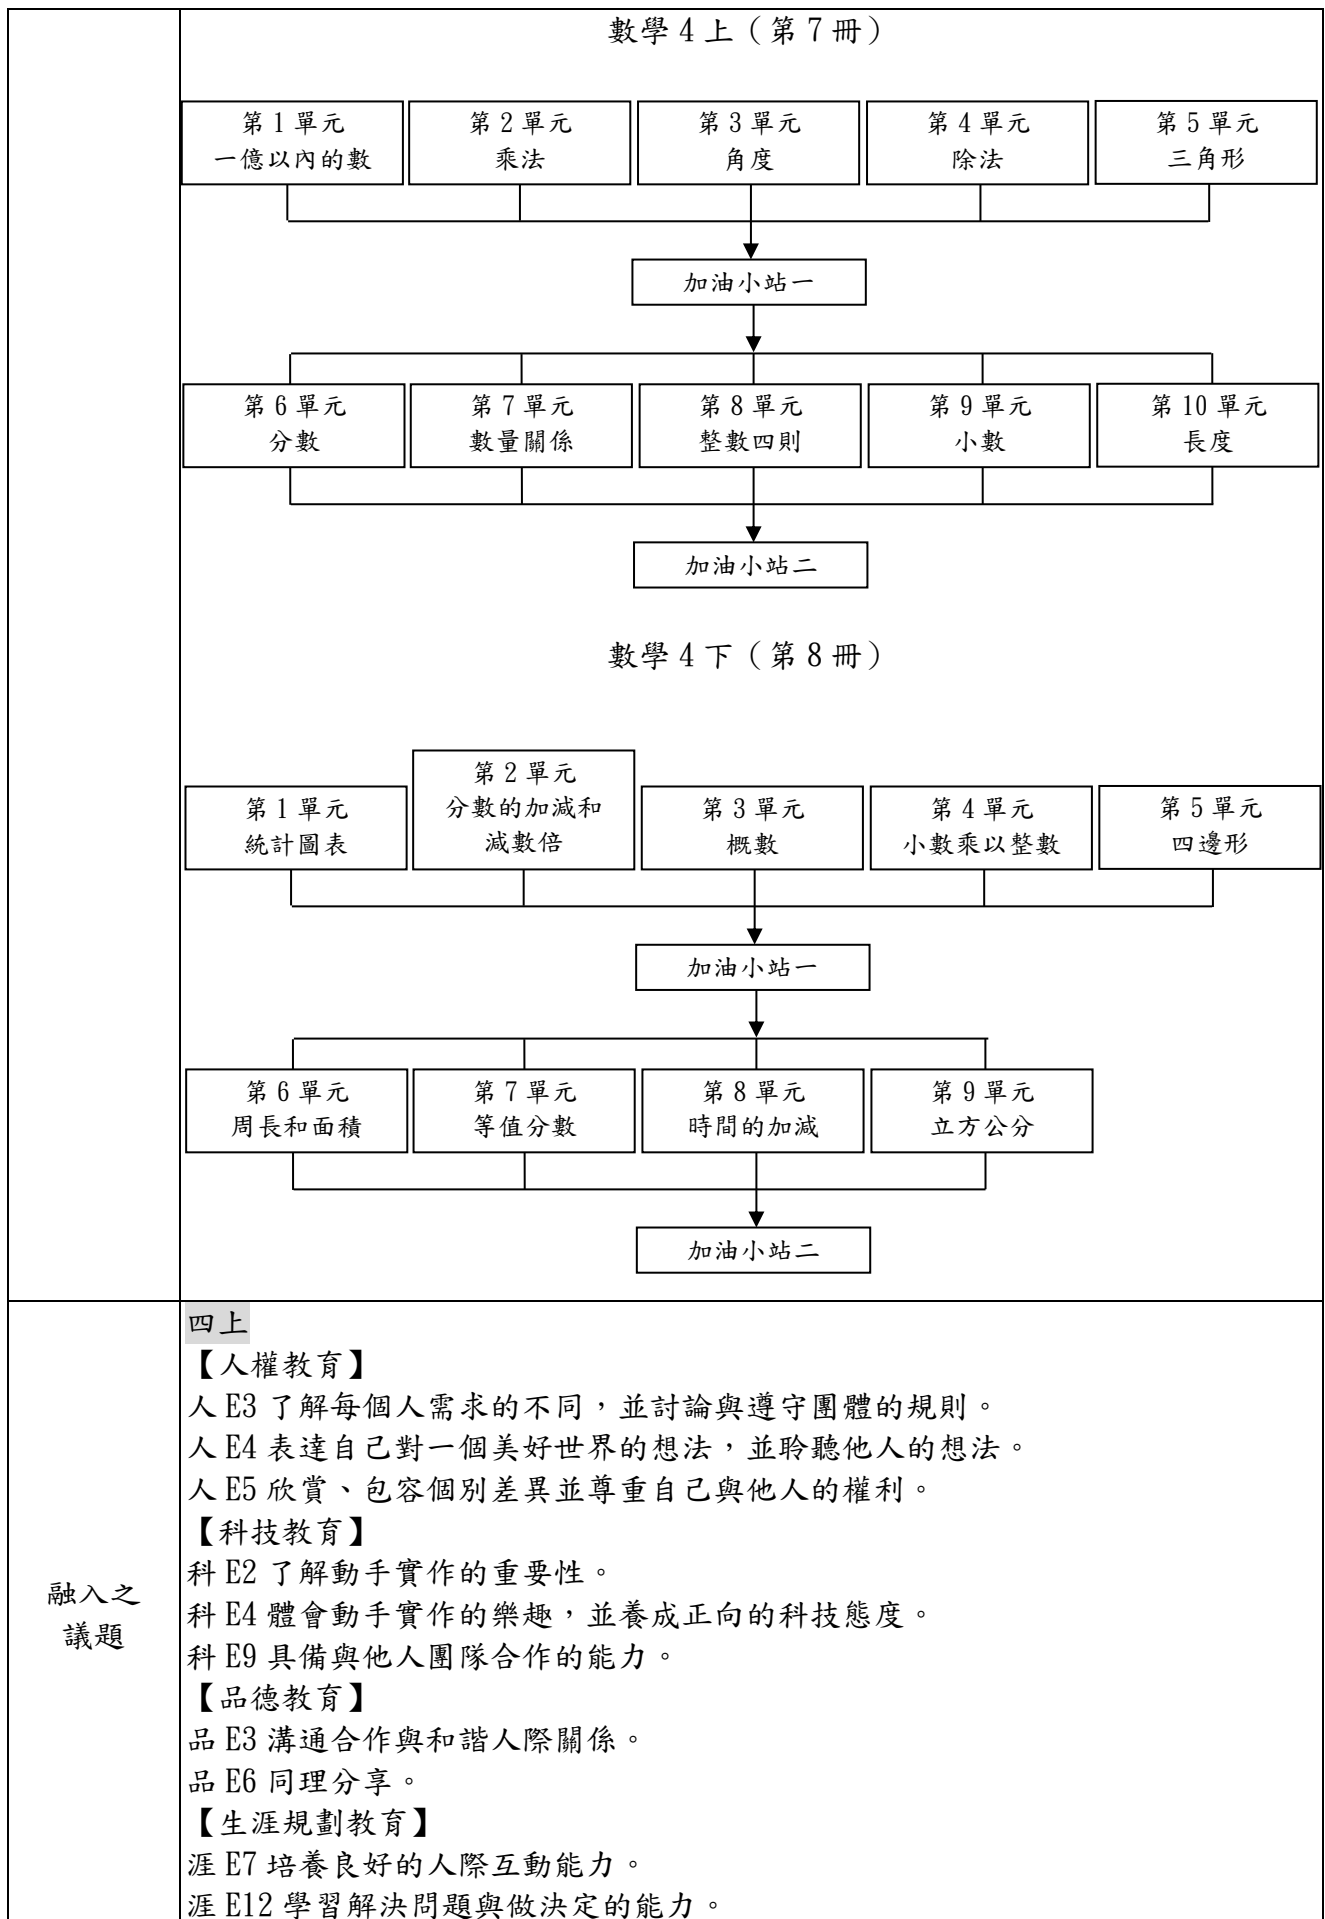 數學 4 上（第 7 冊）
第 1 單元
一億以內的數
第 2 單元
乘法
第 3 單元
角度
第 4 單元
除法
第 5 單元
三角形
加油小站一
第 6 單元
分數
第 7 單元
數量關係
第 8 單元
整數四則
第 9 單元
小數
第 10 單元
長度
加油小站二
數學 4 下（第 8 冊）
第 1 單元
統計圖表
第 2 單元
分數的加減和
減數倍
第 3 單元
概數
第 4 單元
小數乘以整數
第 5 單元
四邊形
加油小站一
第 6 單元
周長和面積
第 7 單元
等值分數
第 8 單元
時間的加減
第 9 單元
立方公分
加油小站二
融入之
議題
四上
【人權教育】
人 E3 了解每個人需求的不同，並討論與遵守團體的規則。
人 E4 表達自己對一個美好世界的想法，並聆聽他人的想法。
人 E5 欣賞、包容個別差異並尊重自己與他人的權利。
【科技教育】
科 E2 了解動手實作的重要性。
科 E4 體會動手實作的樂趣，並養成正向的科技態度。
科 E9 具備與他人團隊合作的能力。
【品德教育】
品 E3 溝通合作與和諧人際關係。
品 E6 同理分享。
【生涯規劃教育】
涯 E7 培養良好的人際互動能力。
涯 E12 學習解決問題與做決定的能力。